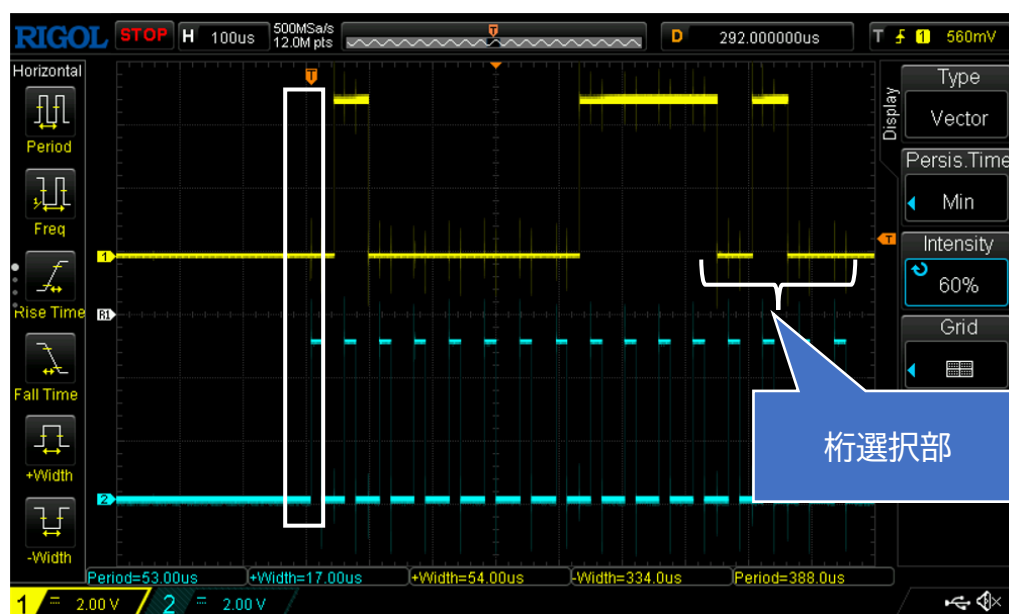 RIGOL STOP H 100us 500MSa/s 12.0M pts D 292.000000us T 1 560mV
T
T
Horizontal
Period
Freq
Rise Time
Fall Time
+Width
-Width
1
R1
2
T
Display
Type
Vector
Persis.Time
Min
Intensity
60%
Grid
桁選択部
Period=53.00us +Width=17.00us +Width=54.00us -Width=334.0us Period=388.0us
1 = 2.00 V 2 = 2.00 V